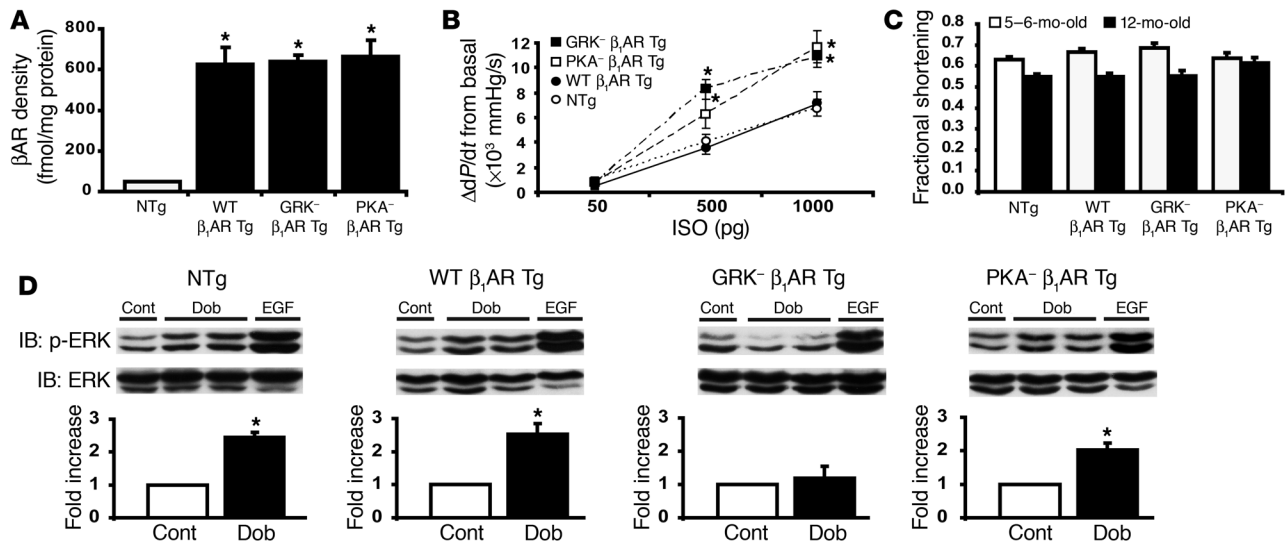 A
βAR density
(fmol/mg protein)
800
600
400
200
0
*
*
*
NTg
WT
β₁AR Tg
GRK⁻
β₁AR Tg
PKA⁻
β₁AR Tg
B
ΔdP/dt from basal
(×10³ mmHg/s)
12
10
8
6
4
2
0
GRK⁻ β₁AR Tg
PKA⁻ β₁AR Tg
WT β₁AR Tg
NTg
*
*
*
*
50
500
1000
ISO (pg)
C
Fractional shortening
0.8
0.7
0.6
0.5
0.4
0.3
0.2
0.1
0.0
5–6-mo-old
12-mo-old
NTg
WT
β₁AR Tg
GRK⁻
β₁AR Tg
PKA⁻
β₁AR Tg
D
NTg
Cont Dob EGF
IB: p-ERK
IB: ERK
Fold increase
3
2
1
0
*
Cont Dob
WT β₁AR Tg
Cont Dob EGF
Fold increase
3
2
1
0
*
Cont Dob
GRK⁻ β₁AR Tg
Cont Dob EGF
Fold increase
3
2
1
0
Cont Dob
PKA⁻ β₁AR Tg
Cont Dob EGF
Fold increase
3
2
1
0
*
Cont Dob